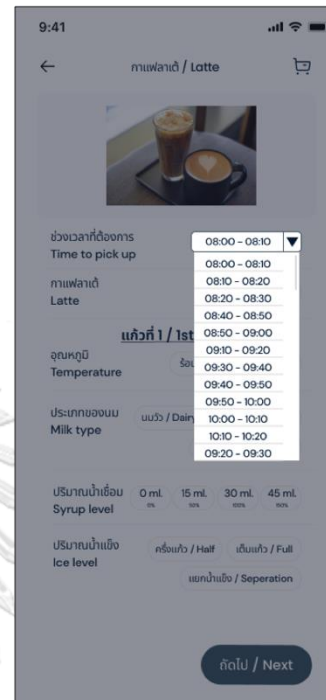 9:41
กาแฟลาเต้ / Latte
ช่วงเวลาที่ต้องการ
Time to pick up
08:00 - 08:10
08:00 - 08:10
08:10 - 08:20
08:20 - 08:30
08:40 - 08:50
08:50 - 09:00
09:10 - 09:20
09:30 - 09:40
09:40 - 09:50
09:50 - 10:00
10:00 - 10:10
10:10 - 10:20
09:20 - 09:30
กาแฟลาเต้
Latte
แก้วที่ 1 / 1st
อุณหภูมิ
Temperature
ประเภทของนม
Milk type
นมวัว / Dairy
ปริมาณน้ำเชื่อม
Syrup level
0 ml. 15 ml. 30 ml. 45 ml.
0% 50% 100% 150%
ปริมาณน้ำแข็ง
Ice level
ครึ่งแก้ว / Half เต็มแก้ว / Full
แยกน้ำแข็ง / Seperation
ถัดไป / Next